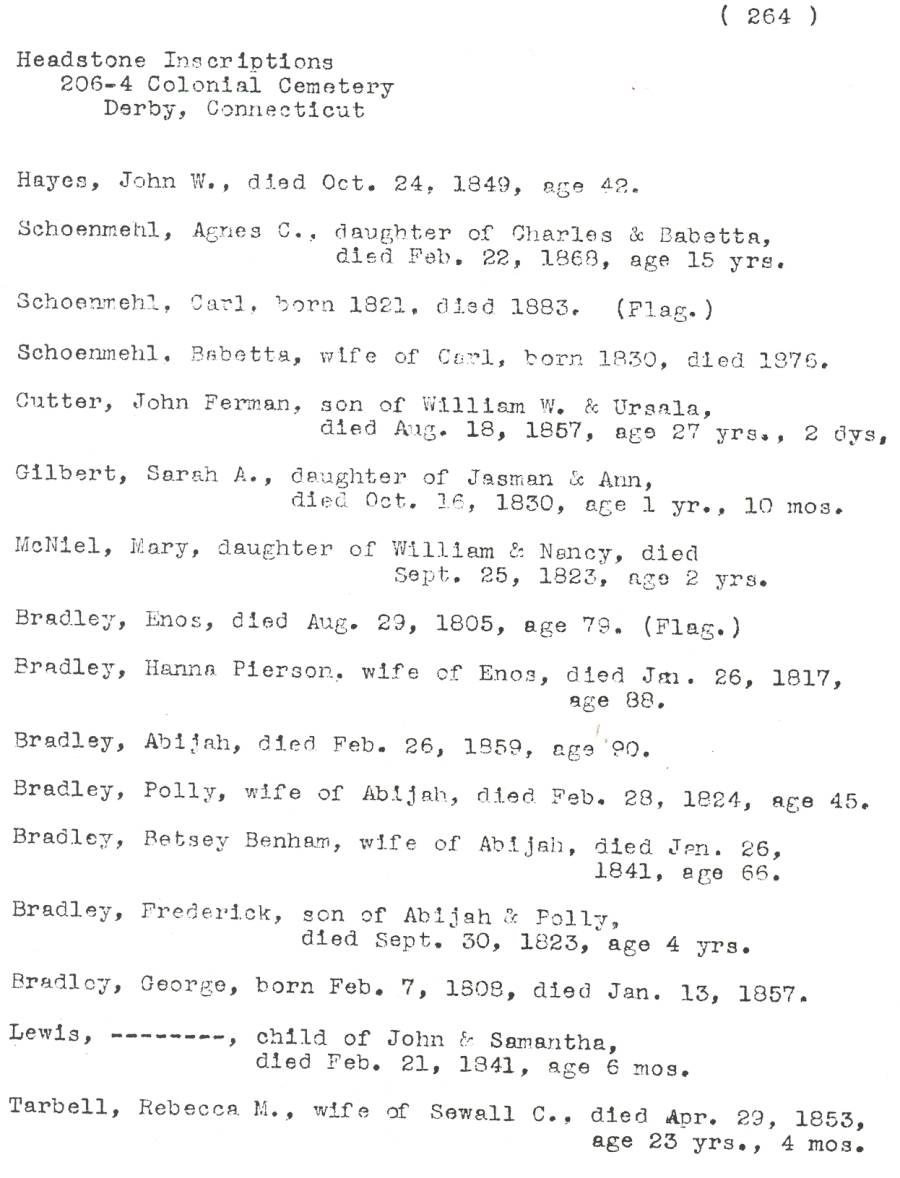 ( 264 )
Headstone Inscriptions
206-4 Colonial Cemetery
Derby, Connecticut
Hayes, John W., died Oct. 24, 1849, age 42.
Schoenmehl, Agnes C., daughter of Charles & Babetta,
died Feb. 22, 1868, age 15 yrs.
Schoenmehl, Carl, born 1821, died 1883. (Flag.)
Schoenmehl, Babetta, wife of Carl, born 1830, died 1876.
Cutter, John Ferman, son of William W. & Ursala,
died Aug. 18, 1857, age 27 yrs., 2 dys,
Gilbert, Sarah A., daughter of Jasman & Ann,
died Oct. 16, 1830, age 1 yr., 10 mos.
McNiel, Mary, daughter of William & Nancy, died
Sept. 25, 1823, age 2 yrs.
Bradley, Enos, died Aug. 29, 1805, age 79. (Flag.)
Bradley, Hanna Pierson, wife of Enos, died Jan. 26, 1817,
age 88.
Bradley, Abijah, died Feb. 26, 1859, age 90.
Bradley, Polly, wife of Abijah, died Feb. 28, 1824, age 45.
Bradley, Betsey Benham, wife of Abijah, died Jan. 26,
1841, age 66.
Bradley, Frederick, son of Abijah & Polly,
died Sept. 30, 1823, age 4 yrs.
Bradley, George, born Feb. 7, 1808, died Jan. 13, 1857.
Lewis, --------, child of John & Samantha,
died Feb. 21, 1841, age 6 mos.
Tarbell, Rebecca M., wife of Sewall C., died Apr. 29, 1853,
age 23 yrs., 4 mos.